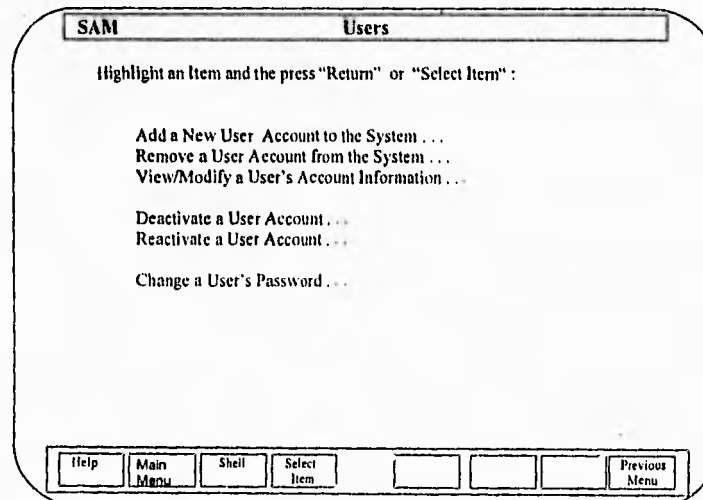 SAM Users
Highlight an Item and the press "Return" or "Select Item" :
Add a New User Account to the System . . .
Remove a User Account from the System . . .
View/Modify a User's Account Information . . .
Deactivate a User Account . . .
Reactivate a User Account . . .
Change a User's Password . . .
Help Main Menu Shell Select Item Previous Menu